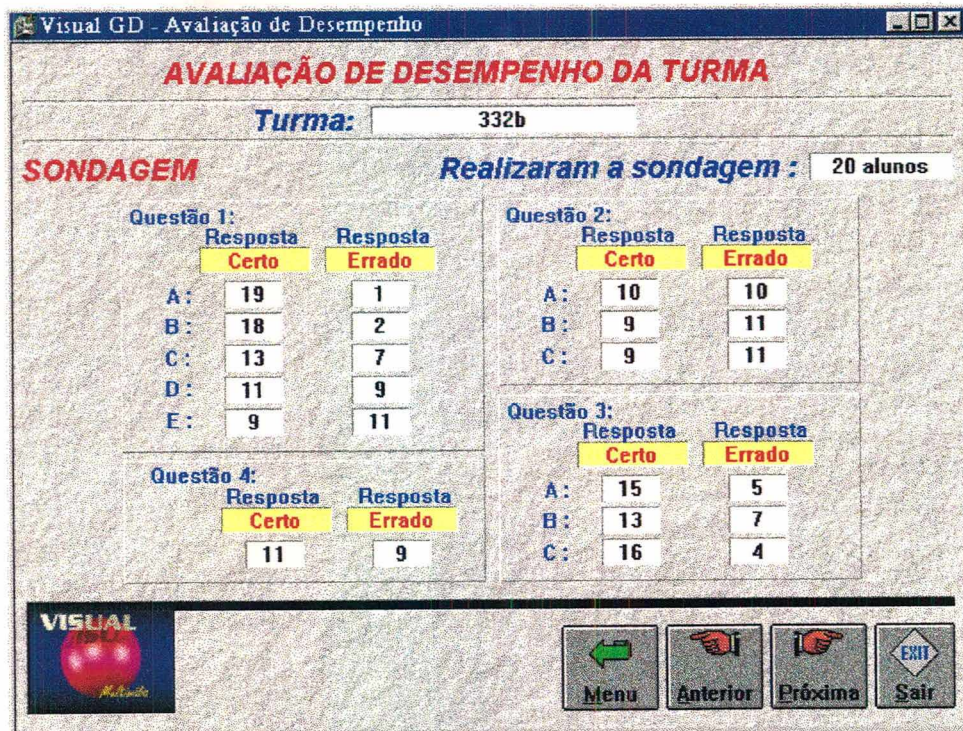 Visual GD - Avaliação de Desempenho
AVALIAÇÃO DE DESEMPENHO DA TURMA
Turma: 332b
SONDAGEM
Realizaram a sondagem : 20 alunos
Questão 1:
Resposta Resposta
Certo Errado
A : 19 1
B : 18 2
C : 13 7
D : 11 9
E : 9 11
Questão 2:
Resposta Resposta
Certo Errado
A : 10 10
B : 9 11
C : 9 11
Questão 3:
Resposta Resposta
Certo Errado
A : 15 5
B : 13 7
C : 16 4
Questão 4:
Resposta Resposta
Certo Errado
11 9
VISUAL
Multimídia
Menu Anterior Próxima Sair
EXIT